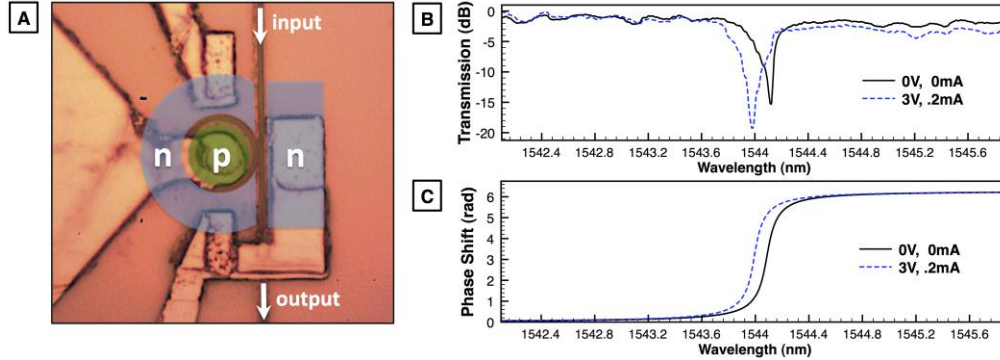 A
input
n
p
n
output
B
Transmission (dB)
0
-5
-10
-15
-20
0V, 0mA
3V, .2mA
1542.4 1542.8 1543.2 1543.6 1544 1544.4 1544.8 1545.2 1545.6
Wavelength (nm)
C
Phase Shift (rad)
6
5
4
3
2
1
0
0V, 0mA
3V, .2mA
1542.4 1542.8 1543.2 1543.6 1544 1544.4 1544.8 1545.2 1545.6
Wavelength (nm)